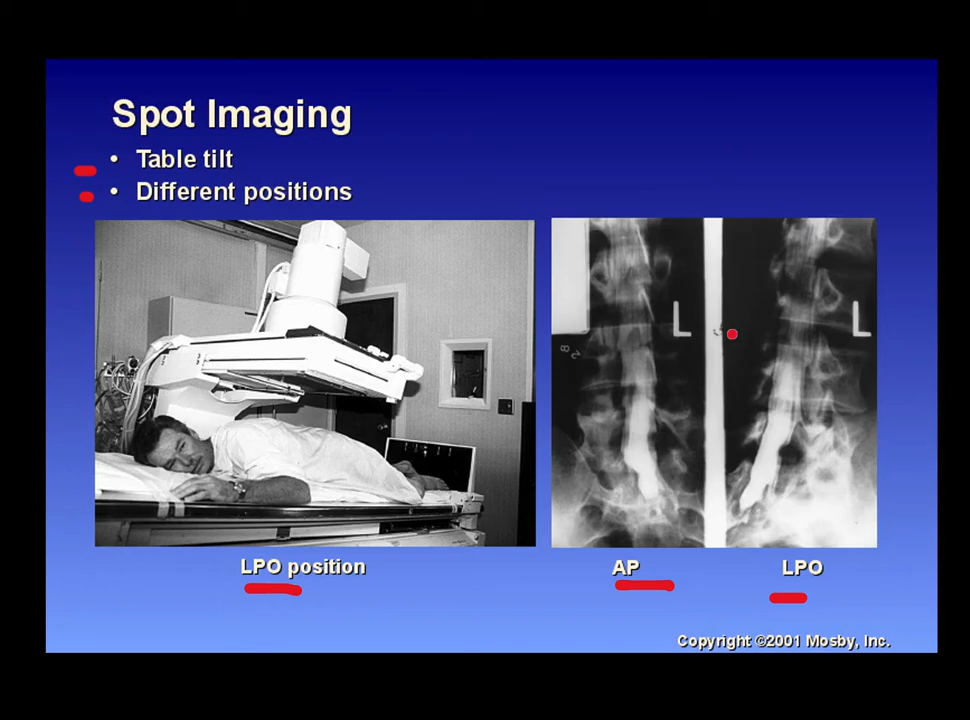 Spot Imaging
• Table tilt
• Different positions
L
L
LPO position
AP
LPO
Copyright ©2001 Mosby, Inc.